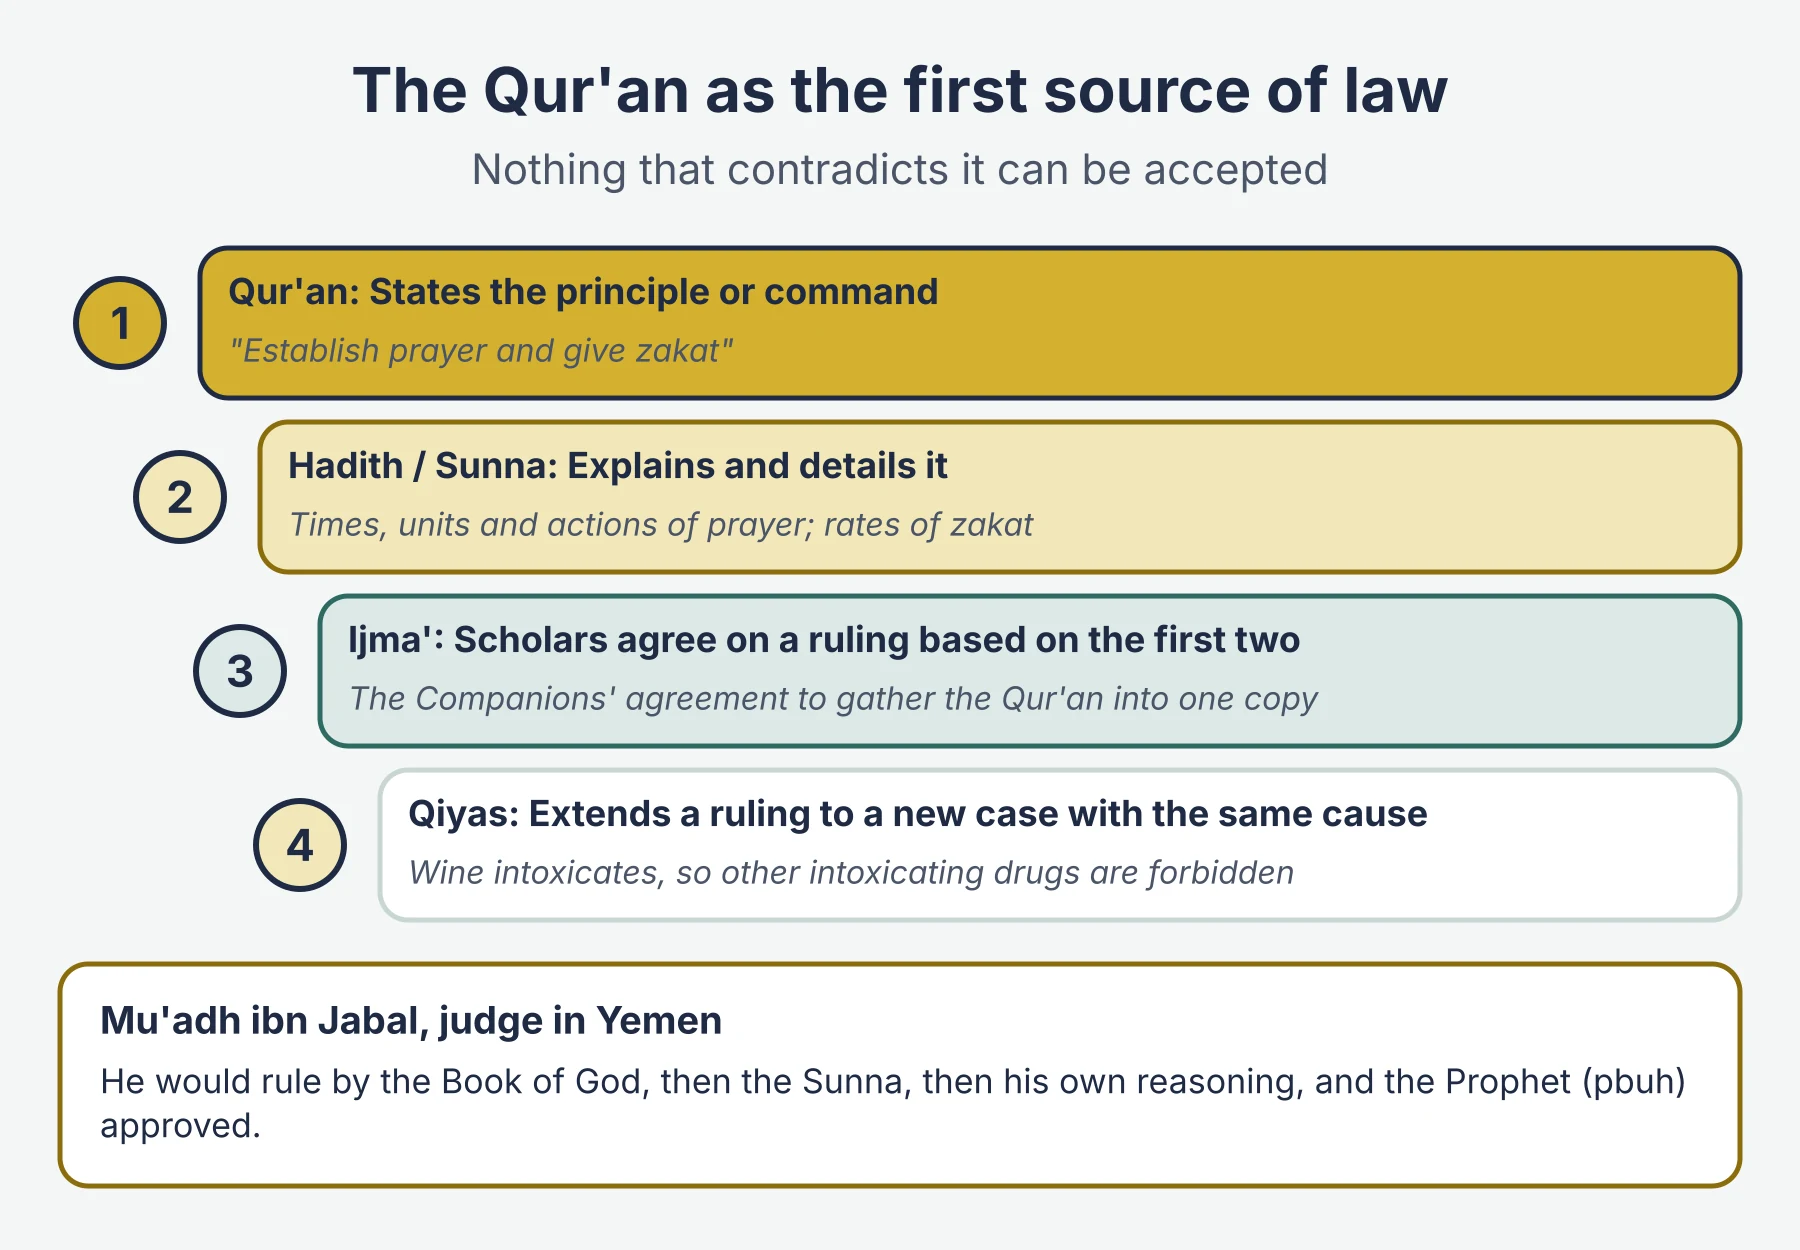 The Qur'an as the first source of law
Nothing that contradicts it can be accepted
1
Qur'an: States the principle or command
"Establish prayer and give zakat"
2
Hadith / Sunna: Explains and details it
Times, units and actions of prayer; rates of zakat
3
Ijma': Scholars agree on a ruling based on the first two
The Companions' agreement to gather the Qur'an into one copy
4
Qiyas: Extends a ruling to a new case with the same cause
Wine intoxicates, so other intoxicating drugs are forbidden
Mu'adh ibn Jabal, judge in Yemen
He would rule by the Book of God, then the Sunna, then his own reasoning, and the Prophet (pbuh)
approved.